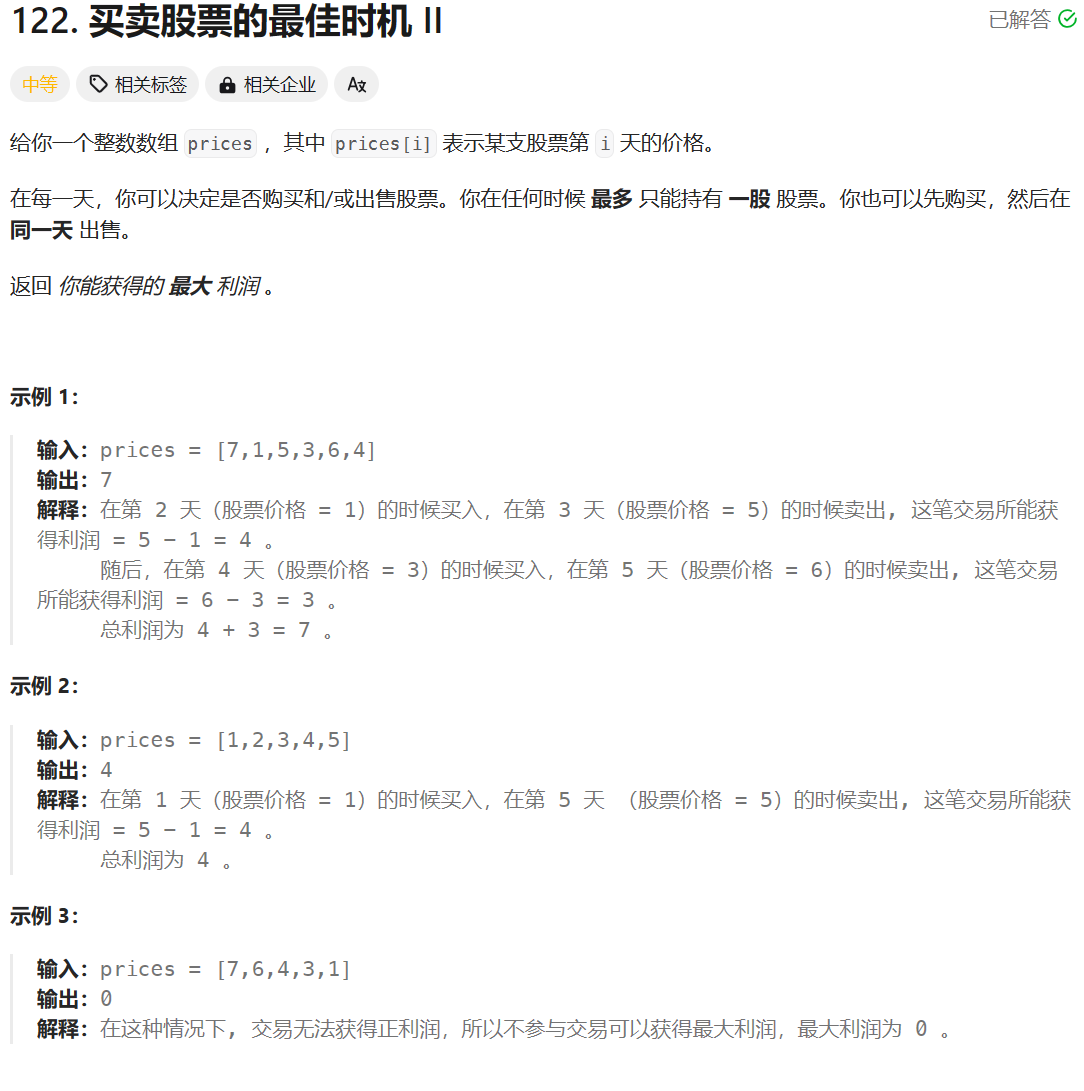 122. 买卖股票的最佳时机 II
已解答
中等
相关标签
相关企业
给你一个整数数组 prices ，其中 prices[i] 表示某支股票第 i 天的价格。
在每一天，你可以决定是否购买和/或出售股票。你在任何时候 最多 只能持有 一股 股票。你也可以先购买，然后在
同一天 出售。
返回 你能获得的 最大 利润 。
示例 1：
输入：prices = [7,1,5,3,6,4]
输出：7
解释：在第 2 天（股票价格 = 1）的时候买入，在第 3 天（股票价格 = 5）的时候卖出, 这笔交易所能获
得利润 = 5 - 1 = 4 。
随后，在第 4 天（股票价格 = 3）的时候买入，在第 5 天（股票价格 = 6）的时候卖出, 这笔交易
所能获得利润 = 6 - 3 = 3 。
总利润为 4 + 3 = 7 。
示例 2：
输入：prices = [1,2,3,4,5]
输出：4
解释：在第 1 天（股票价格 = 1）的时候买入，在第 5 天 （股票价格 = 5）的时候卖出, 这笔交易所能获
得利润 = 5 - 1 = 4 。
总利润为 4 。
示例 3：
输入：prices = [7,6,4,3,1]
输出：0
解释：在这种情况下, 交易无法获得正利润，所以不参与交易可以获得最大利润，最大利润为 0 。